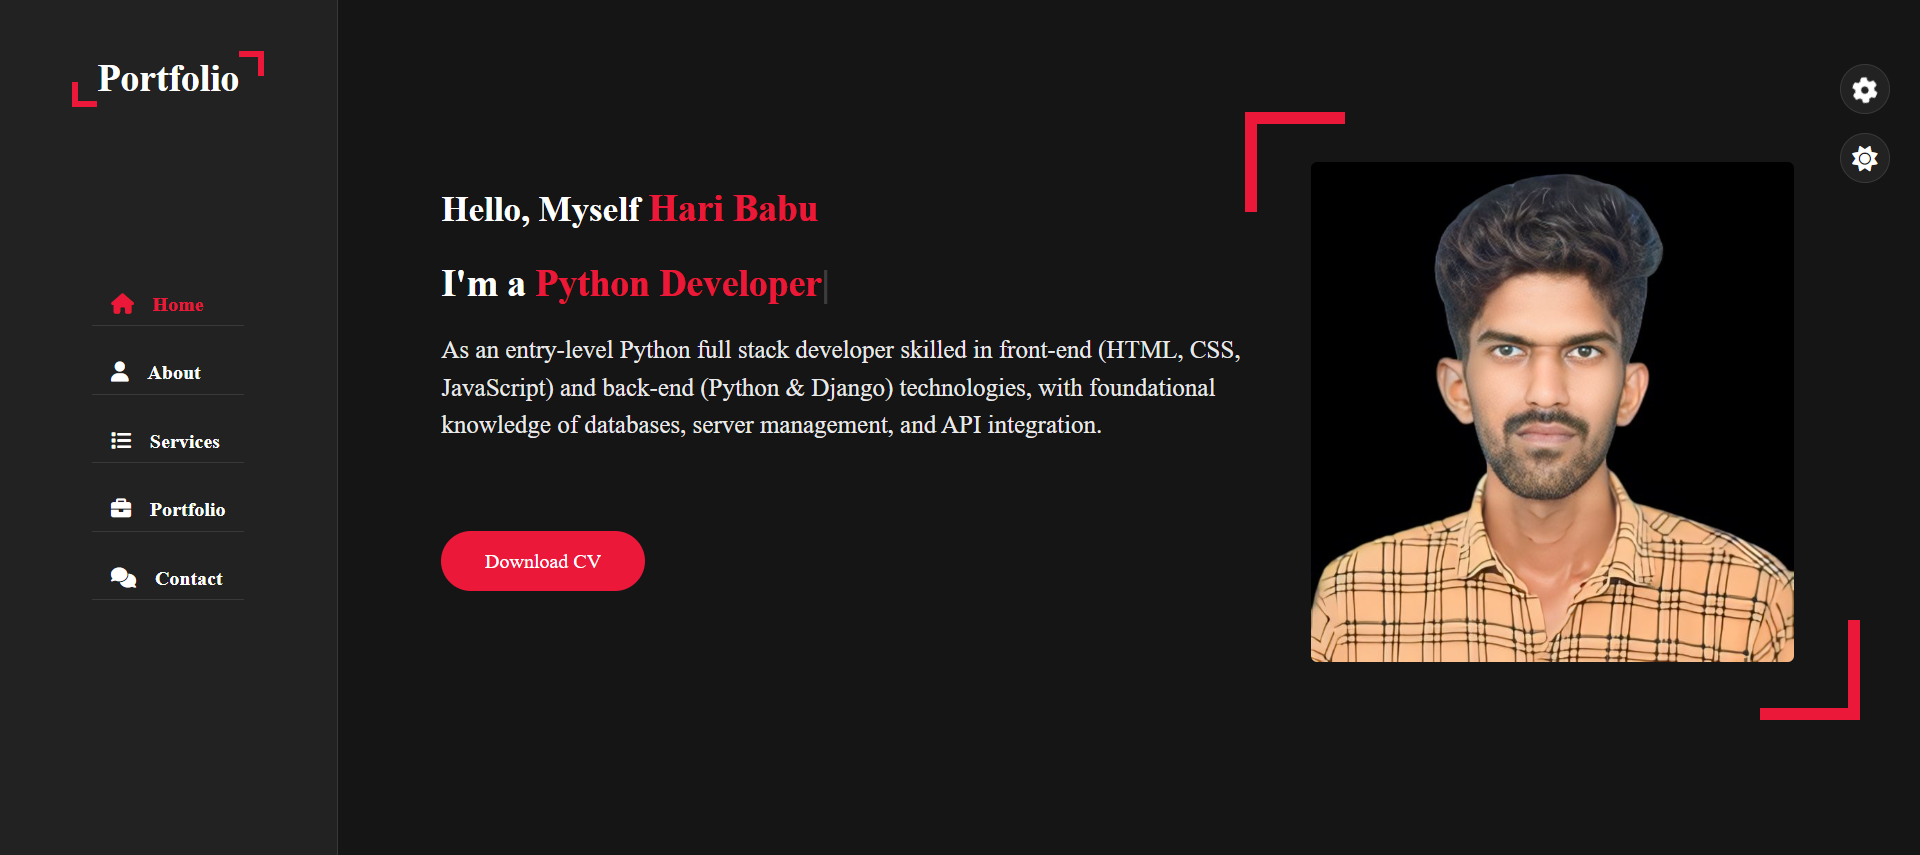 Portfolio
Home
About
Services
Portfolio
Contact
Hello, Myself Hari Babu
I'm a Python Developer
As an entry-level Python full stack developer skilled in front-end (HTML, CSS,
JavaScript) and back-end (Python & Django) technologies, with foundational
knowledge of databases, server management, and API integration.
Download CV